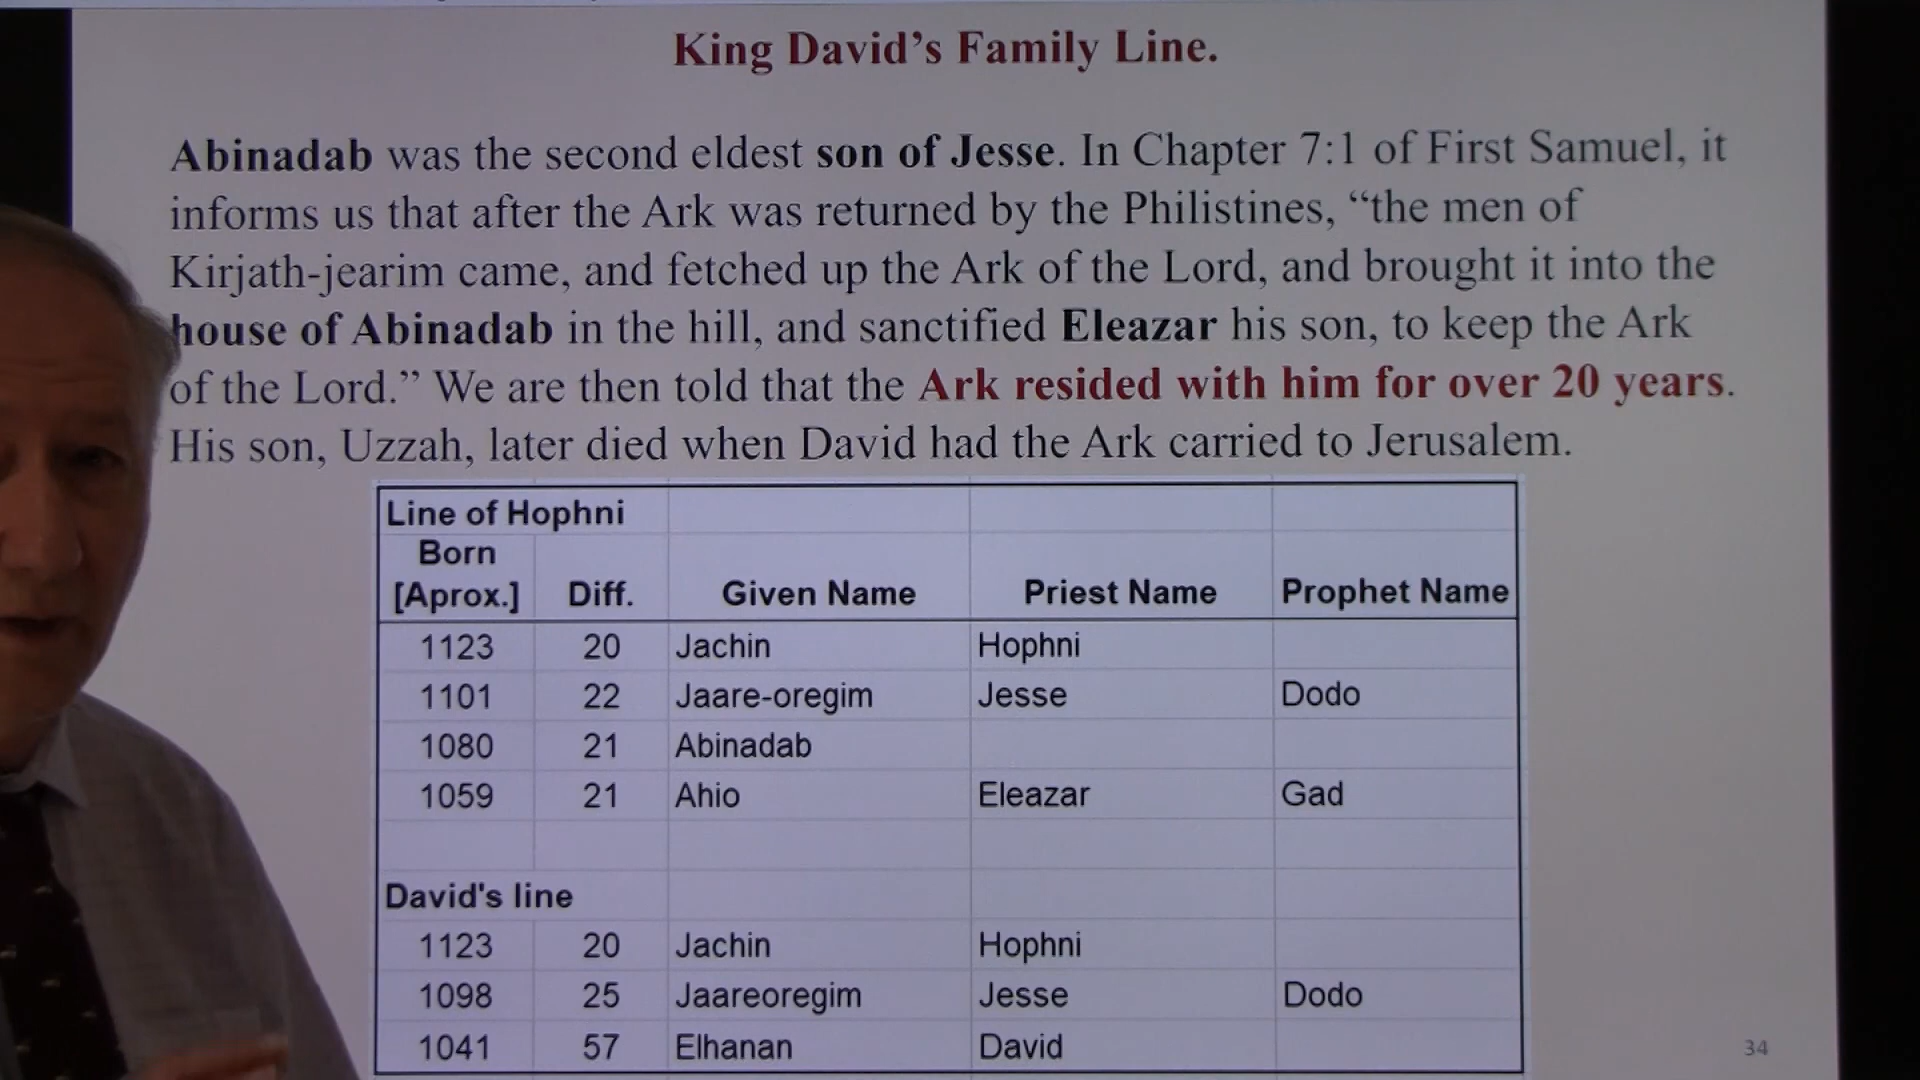 King David’s Family Line.
Abinadab was the second eldest son of Jesse. In Chapter 7:1 of First Samuel, it
informs us that after the Ark was returned by the Philistines, “the men of
Kirjath-jearim came, and fetched up the Ark of the Lord, and brought it into the
house of Abinadab in the hill, and sanctified Eleazar his son, to keep the Ark
of the Lord.” We are then told that the Ark resided with him for over 20 years.
His son, Uzzah, later died when David had the Ark carried to Jerusalem.
Line of Hophni
Born
[Aprox.] Diff. Given Name Priest Name Prophet Name
1123 20 Jachin Hophni
1101 22 Jaare-oregim Jesse Dodo
1080 21 Abinadab
1059 21 Ahio Eleazar Gad
David's line
1123 20 Jachin Hophni
1098 25 Jaareoregim Jesse Dodo
1041 57 Elhanan David
34